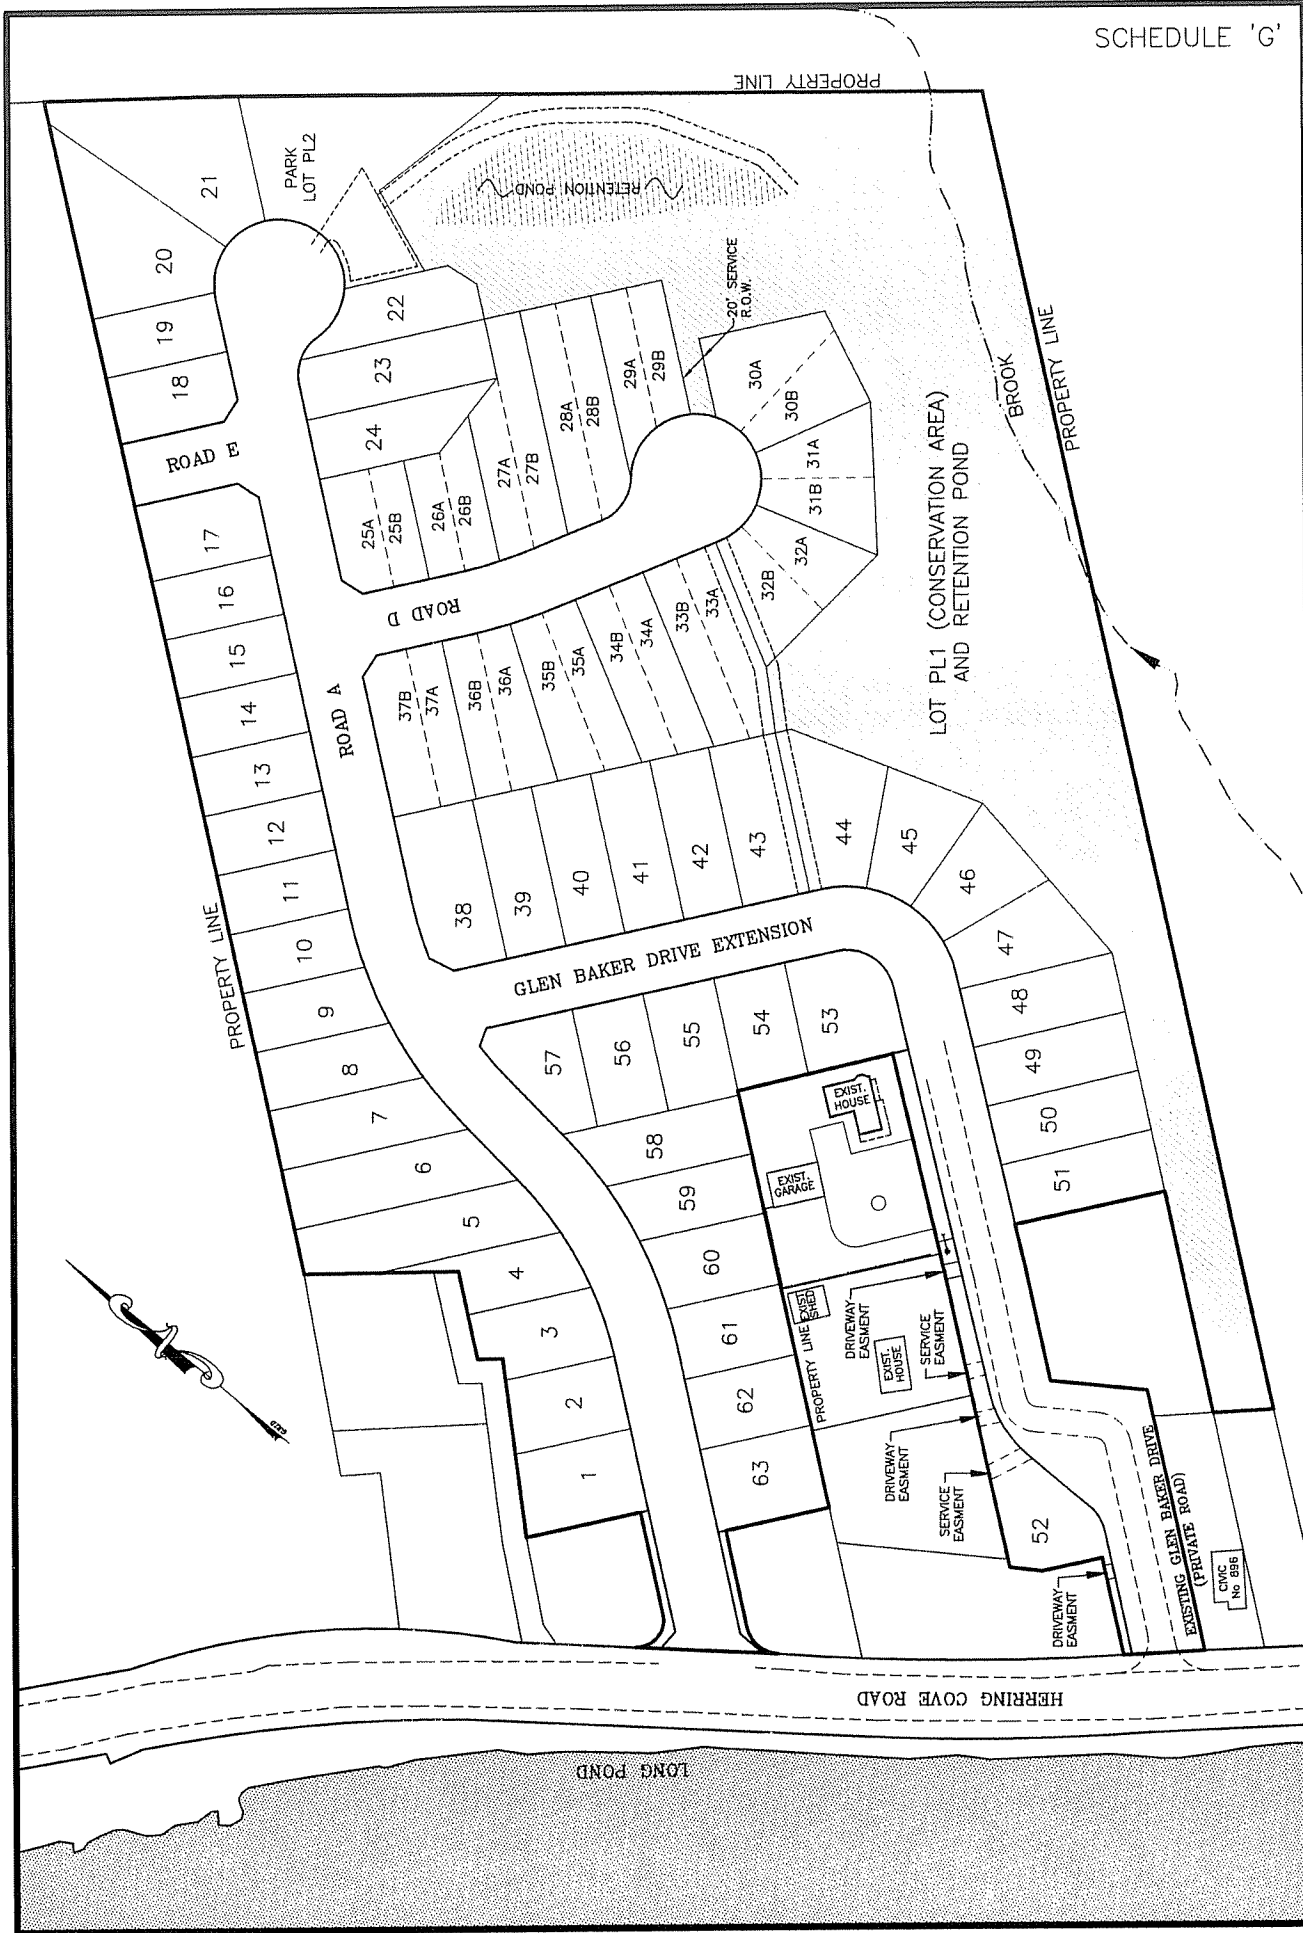 SCHEDULE 'G'
PROPERTY LINE
PARK
LOT PL2
RETENTION POND
21
20
19
18
22
23
24
20' SERVICE
R.O.W.
ROAD E
17
16
15
14
13
12
11
10
9
8
7
6
5
4
3
2
1
25A
25B
26A
26B
27A
27B
28A
28B
29A
29B
30A
30B
31A
31B
32A
32B
33A
33B
34A
34B
35A
35B
36A
36B
37A
37B
ROAD D
ROAD A
BROOK
PROPERTY LINE
LOT PL1 (CONSERVATION AREA)
AND RETENTION POND
PROPERTY LINE
38
39
40
41
42
43
44
45
46
47
48
49
50
51
GLEN BAKER DRIVE EXTENSION
53
54
55
56
57
58
59
60
61
62
63
EXIST.
HOUSE
EXIST.
GARAGE
EXIST.
SHED
PROPERTY LINE
DRIVEWAY
EASMENT
EXIST.
HOUSE
SERVICE
EASMENT
DRIVEWAY
EASMENT
SERVICE
EASMENT
52
DRIVEWAY
EASMENT
EXISTING GLEN BAKER DRIVE
(PRIVATE ROAD)
CIVIC
No 896
HERRING COVE ROAD
LONG POND